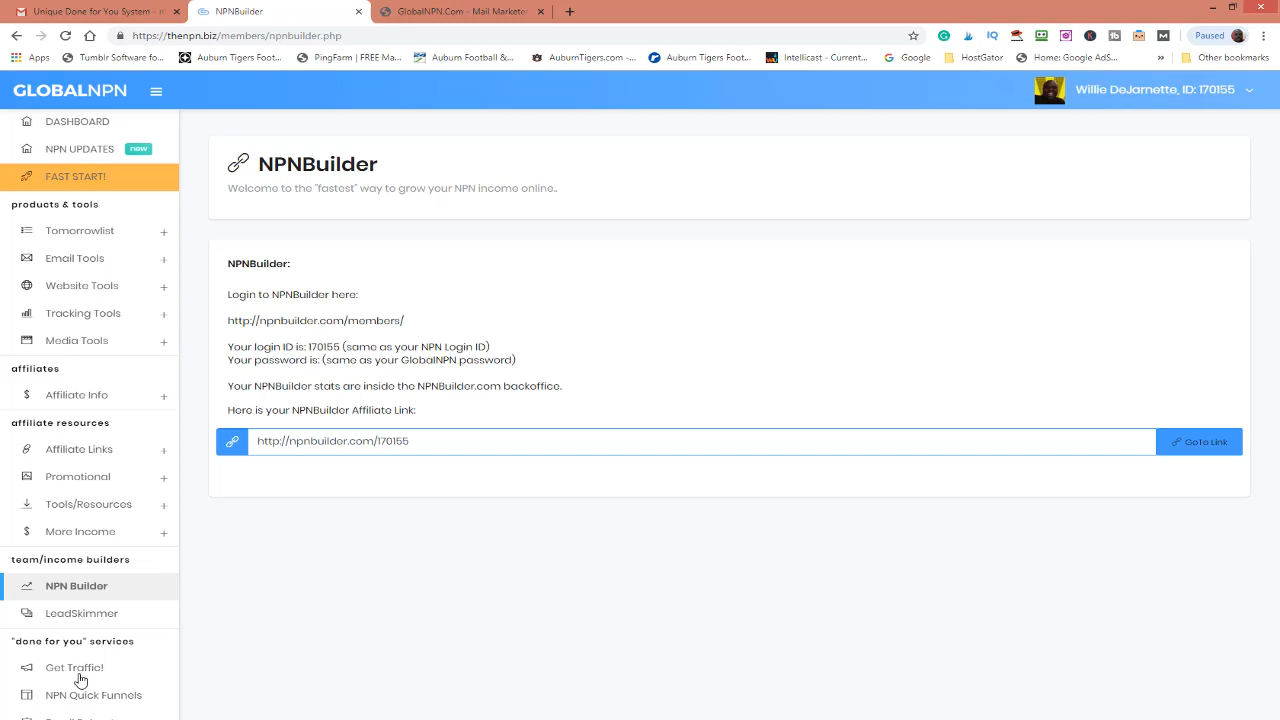 Unique Done for You System – m
NPNBuilder
GlobalNPN.Com - Mail Markete
https://thenpn.biz/members/npnbuilder.php
Paused
Apps
Tumblr Software fo...
Auburn Tigers Foot...
PingFarm | FREE Ma...
Auburn Football &...
AuburnTigers.com -...
Auburn Tigers Foot...
Intellicast - Current...
Google
HostGator
Home: Google AdS...
»
Other bookmarks
GLOBALNPN
Willie DeJarnette, ID: 170155
DASHBOARD
NPN UPDATES new
FAST START!
products & tools
Tomorrowlist +
Email Tools +
Website Tools +
Tracking Tools +
Media Tools +
affiliates
$ Affiliate Info +
affiliate resources
Affiliate Links +
Promotional +
Tools/Resources +
$ More Income +
team/income builders
NPN Builder
LeadSkimmer
"done for you" services
Get Traffic!
NPN Quick Funnels
NPNBuilder
Welcome to the "fastest" way to grow your NPN income online..
NPNBuilder:
Login to NPNBuilder here:
http://npnbuilder.com/members/
Your login ID is: 170155 (same as your NPN Login ID)
Your password is: (same as your GlobalNPN password)
Your NPNBuilder stats are inside the NPNBuilder.com backoffice.
Here is your NPNBuilder Affiliate Link:
http://npnbuilder.com/170155
GoTo Link